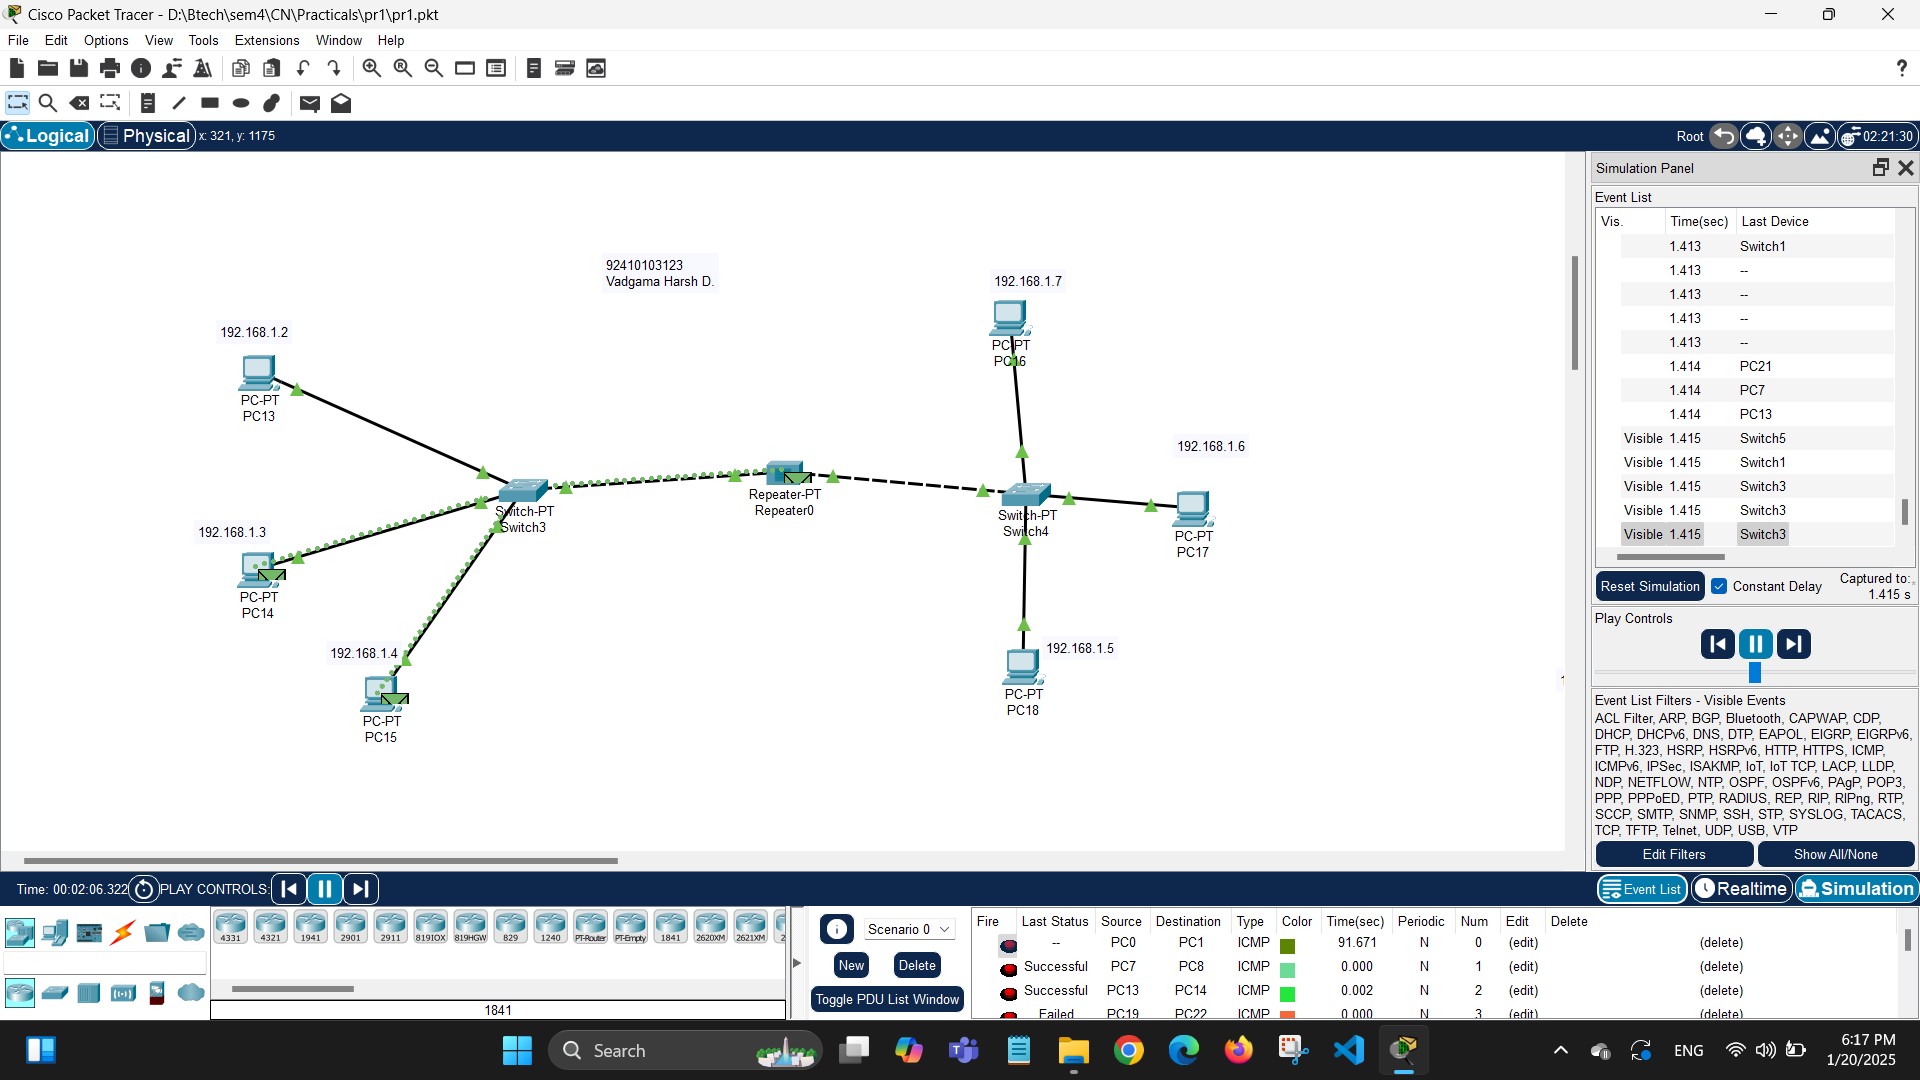 Cisco Packet Tracer - D:\Btech\sem4\CN\Practicals\pr1\pr1.pkt
File Edit Options View Tools Extensions Window Help
Logical Physical x: 321, y: 1175 Root 02:21:30
92410103123
Vadgama Harsh D.
192.168.1.2
PC-PT
PC13
192.168.1.3
PC-PT
PC14
192.168.1.4
PC-PT
PC15
Switch-PT
Switch3
Repeater-PT
Repeater0
192.168.1.7
PC-PT
PC16
192.168.1.6
PC-PT
PC17
Switch-PT
Switch4
192.168.1.5
PC-PT
PC18
Simulation Panel
Event List
Vis. Time(sec) Last Device
1.413 Switch1
1.413 --
1.413 --
1.413 --
1.413 --
1.414 PC21
1.414 PC7
1.414 PC13
Visible 1.415 Switch5
Visible 1.415 Switch1
Visible 1.415 Switch3
Visible 1.415 Switch3
Visible 1.415 Switch3
Reset Simulation Constant Delay Captured to:
1.415 s
Play Controls
Event List Filters - Visible Events
ACL Filter, ARP, BGP, Bluetooth, CAPWAP, CDP,
DHCP, DHCPv6, DNS, DTP, EAPOL, EIGRP, EIGRPv6,
FTP, H.323, HSRP, HSRPv6, HTTP, HTTPS, ICMP,
ICMPv6, IPSec, ISAKMP, IoT, IoT TCP, LACP, LLDP,
NDP, NETFLOW, NTP, OSPF, OSPFv6, PAgP, POP3,
PPP, PPPoED, PTP, RADIUS, REP, RIP, RIPng, RTP,
SCCP, SMTP, SNMP, SSH, STP, SYSLOG, TACACS,
TCP, TFTP, Telnet, UDP, USB, VTP
Edit Filters Show All/None
Time: 00:02:06.322 PLAY CONTROLS: Event List Realtime Simulation
4331 4321 1941 2901 2911 819IOX 819HGW 829 1240 PT-Router PT-Empty 1841 2620XM 2621XM 2
1841
Scenario 0
New Delete
Toggle PDU List Window
Fire Last Status Source Destination Type Color Time(sec) Periodic Num Edit Delete
-- PC0 PC1 ICMP 91.671 N 0 (edit) (delete)
Successful PC7 PC8 ICMP 0.000 N 1 (edit) (delete)
Successful PC13 PC14 ICMP 0.002 N 2 (edit) (delete)
Failed PC19 PC22 ICMP 0.000 N 3 (edit) (delete)
Search ENG 6:17 PM
1/20/2025